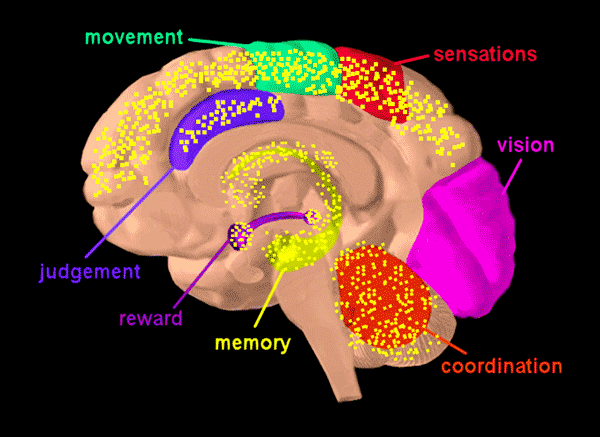 movement
sensations
vision
judgement
reward
memory
coordination